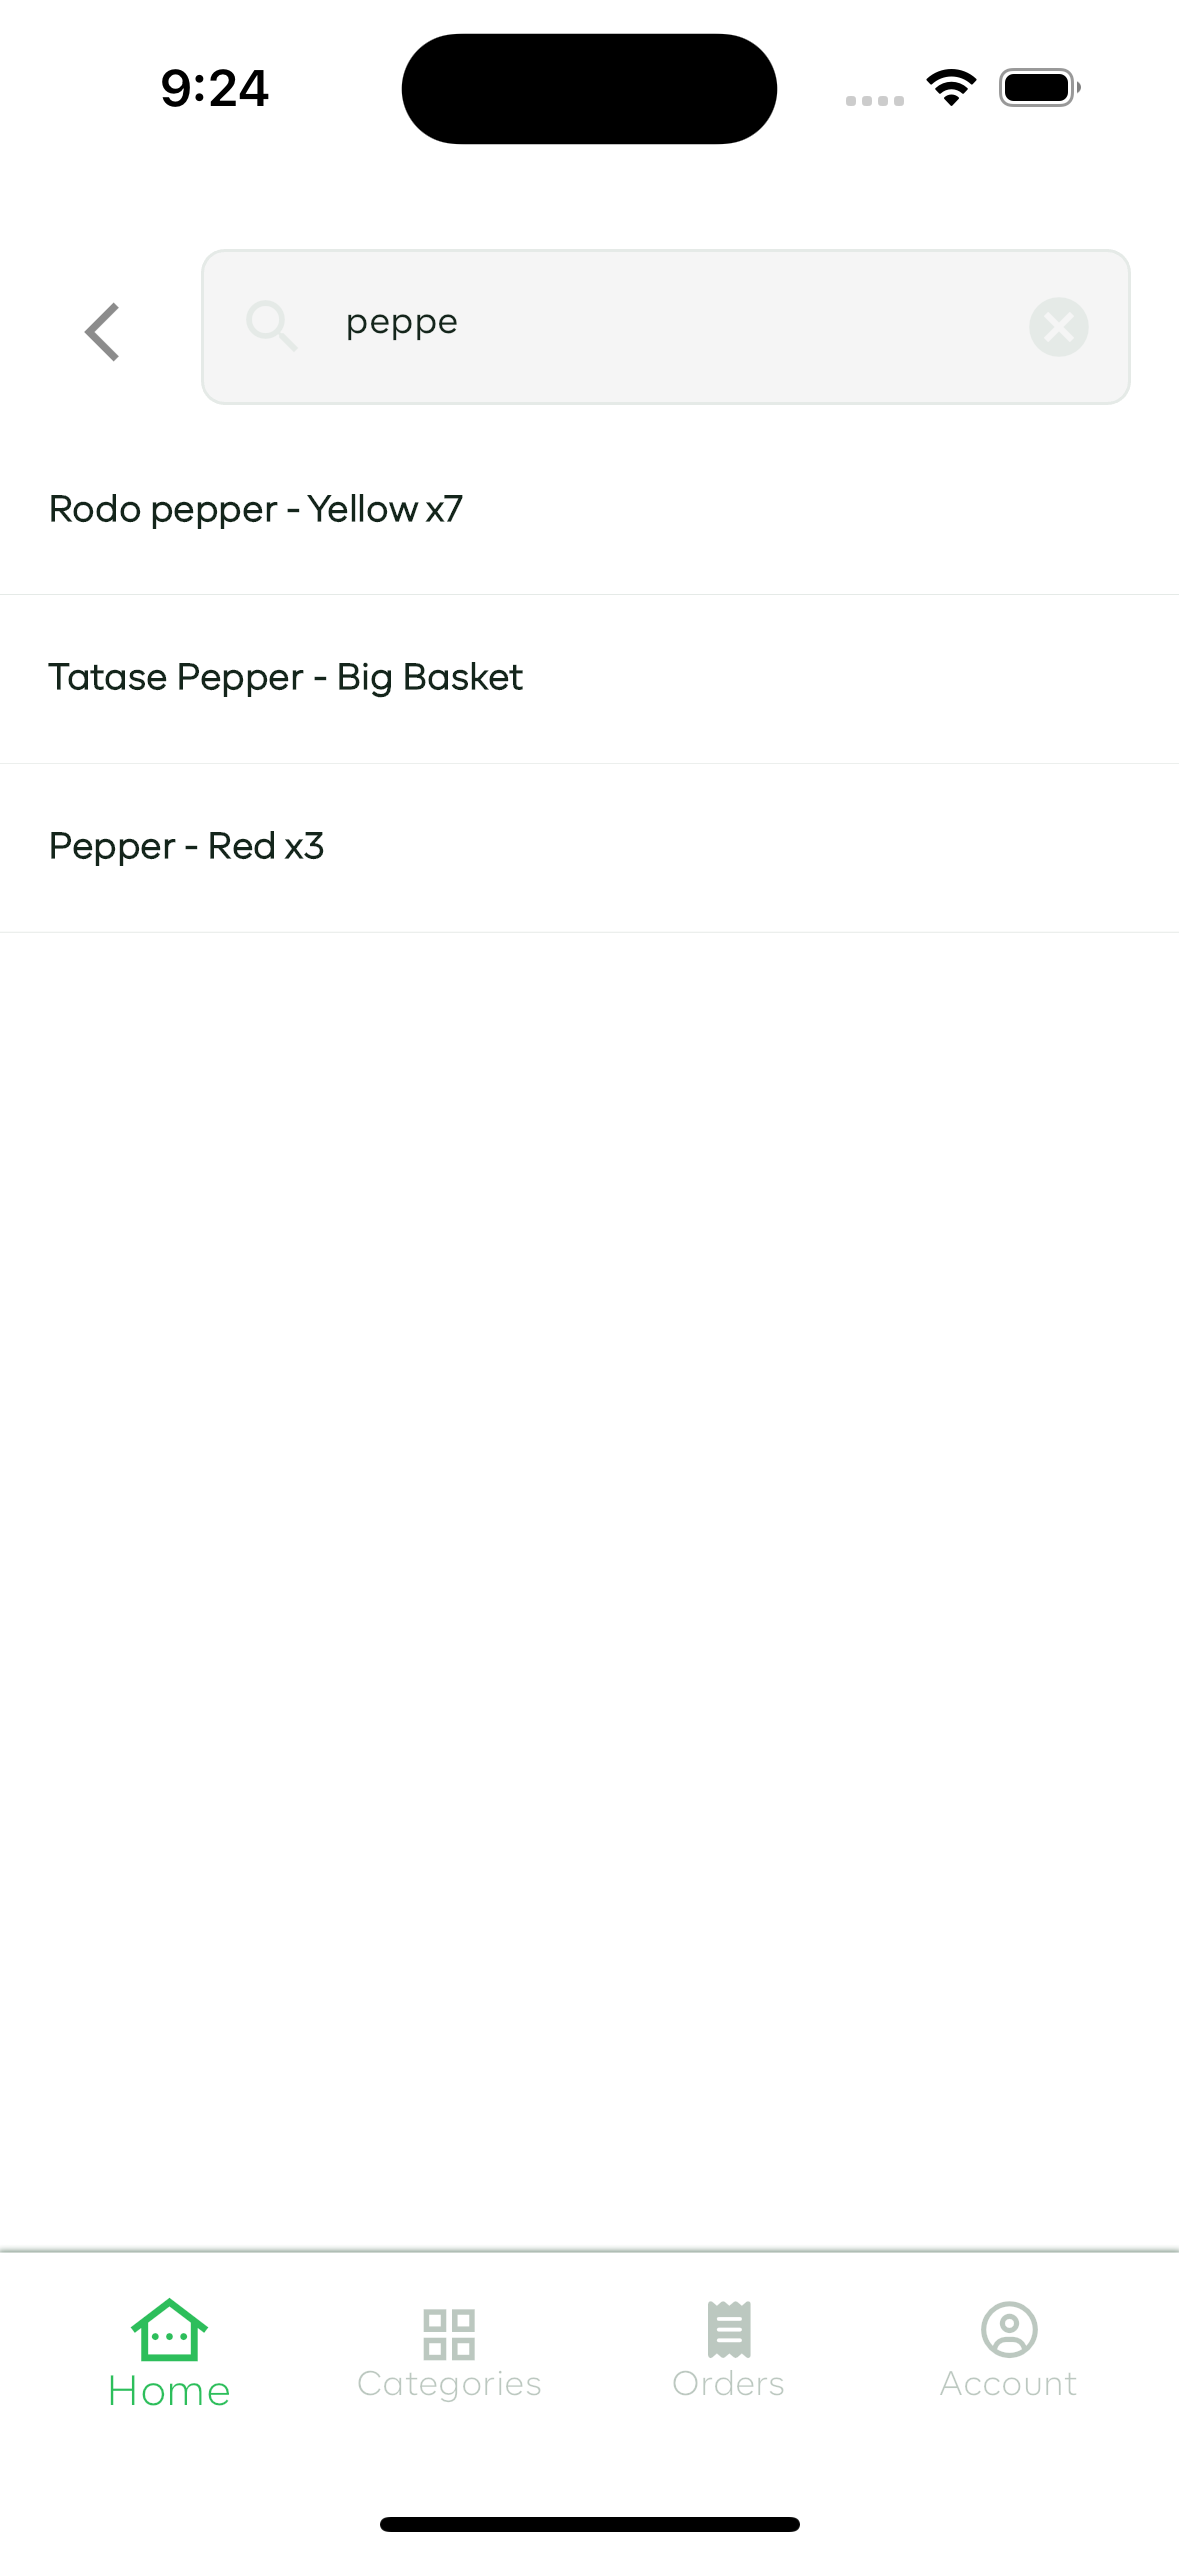 9:24
peppe
Rodo pepper - Yellow x7
Tatase Pepper - Big Basket
Pepper - Red x3
Home
Categories
Orders
Account